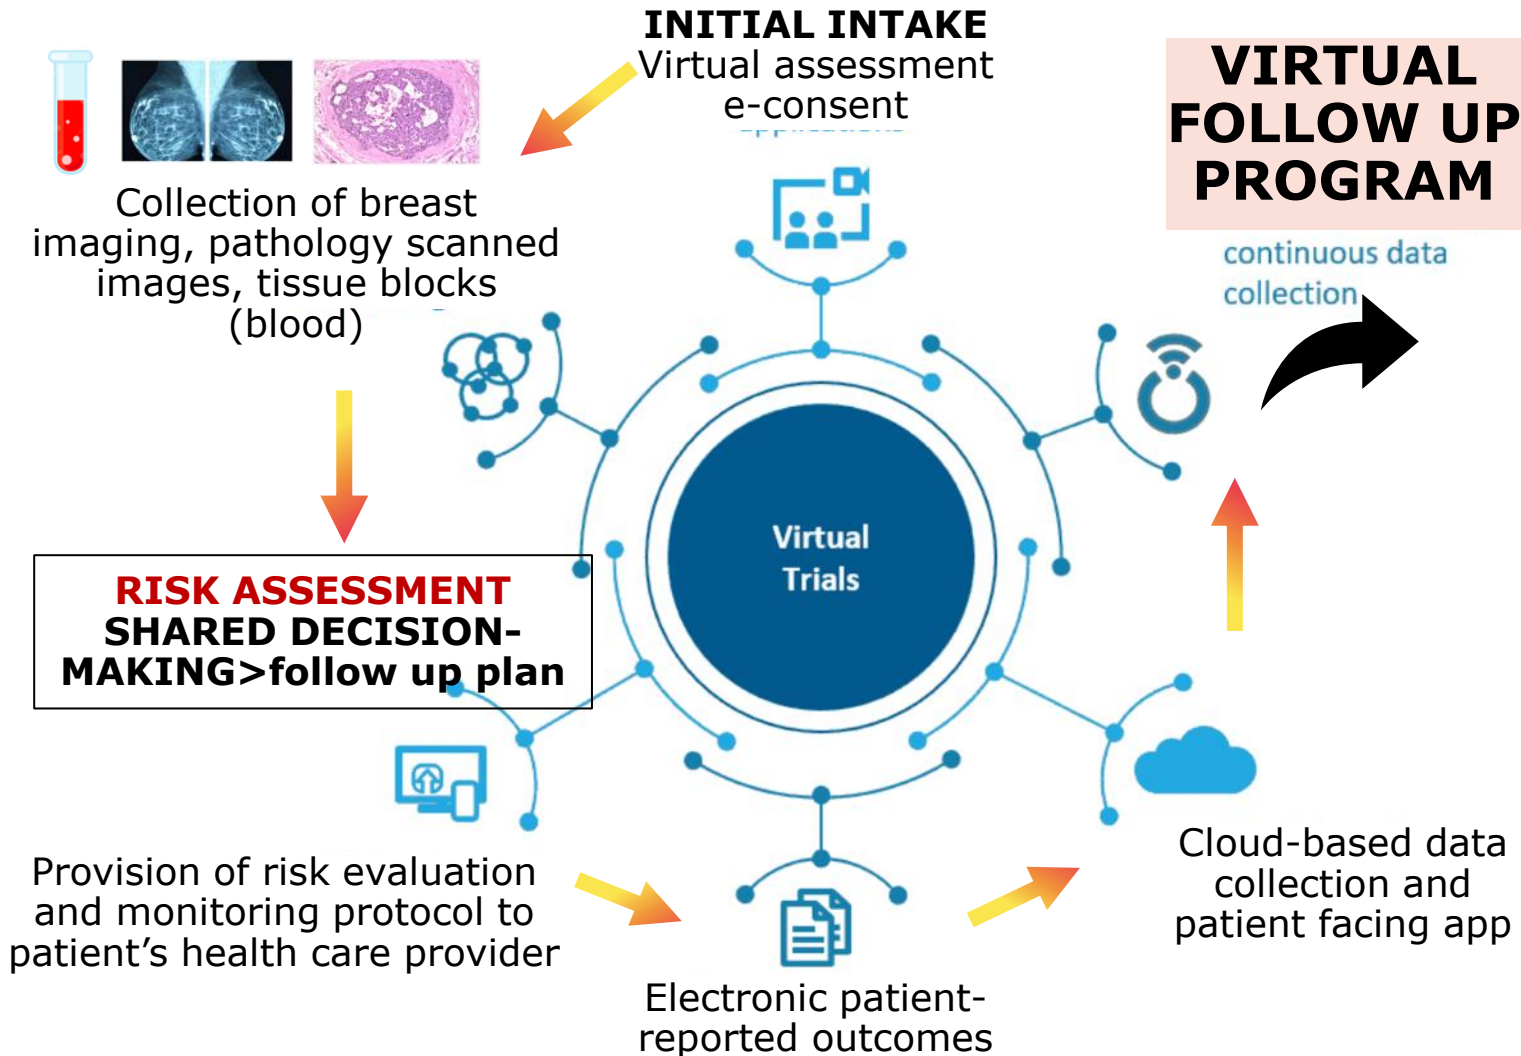 INITIAL INTAKE
Virtual assessment
e-consent
VIRTUAL
FOLLOW UP
PROGRAM
continuous data
collection
Collection of breast
imaging, pathology scanned
images, tissue blocks
(blood)
Virtual
Trials
RISK ASSESSMENT
SHARED DECISION-
MAKING>follow up plan
Provision of risk evaluation
and monitoring protocol to
patient’s health care provider
Electronic patient-
reported outcomes
Cloud-based data
collection and
patient facing app